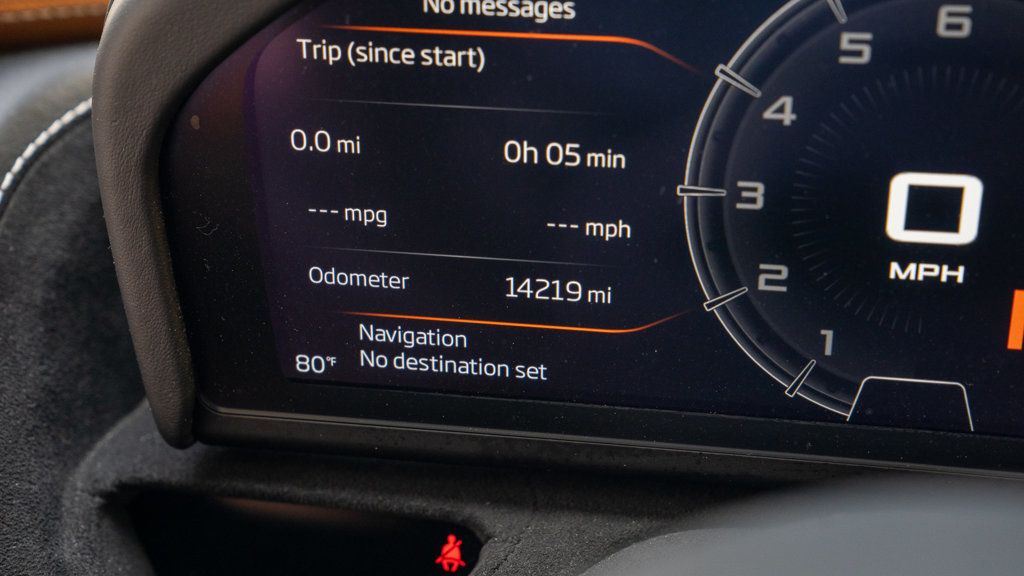 No messages
Trip (since start)
0.0 mi
0h 05 min
--- mpg
--- mph
Odometer
14219 mi
Navigation
80°F
No destination set
6
5
4
3
2
1
0
MPH